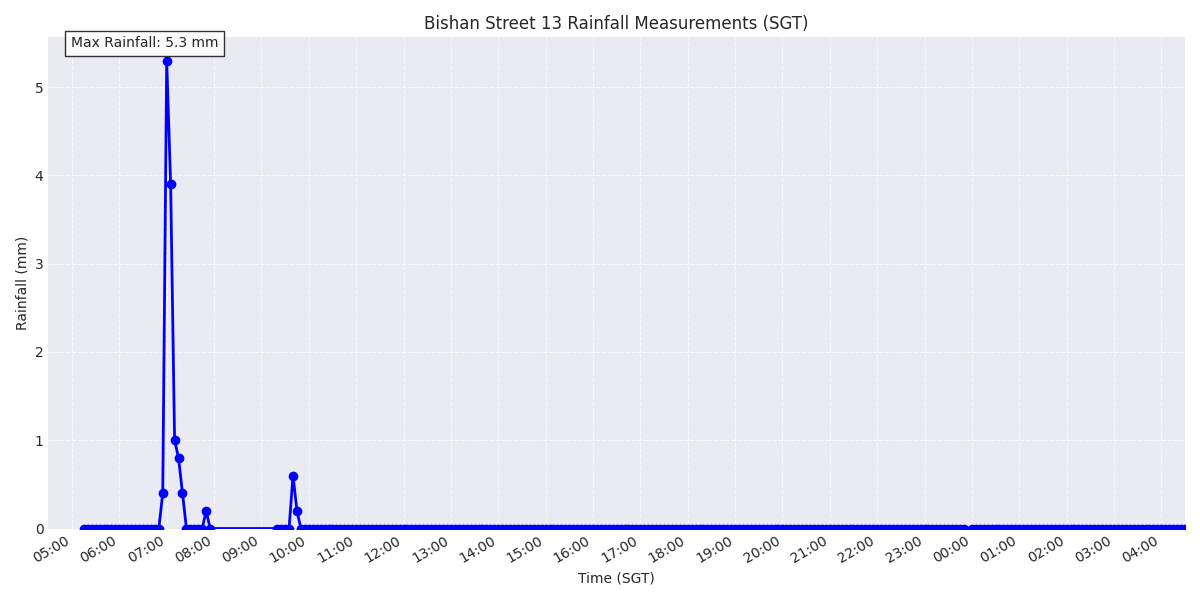 Bishan Street 13 Rainfall Measurements (SGT)
Max Rainfall: 5.3 mm
5
4
3
2
1
0
Rainfall (mm)
05:00 06:00 07:00 08:00 09:00 10:00 11:00 12:00 13:00 14:00 15:00 16:00 17:00 18:00 19:00 20:00 21:00 22:00 23:00 00:00 01:00 02:00 03:00 04:00
Time (SGT)